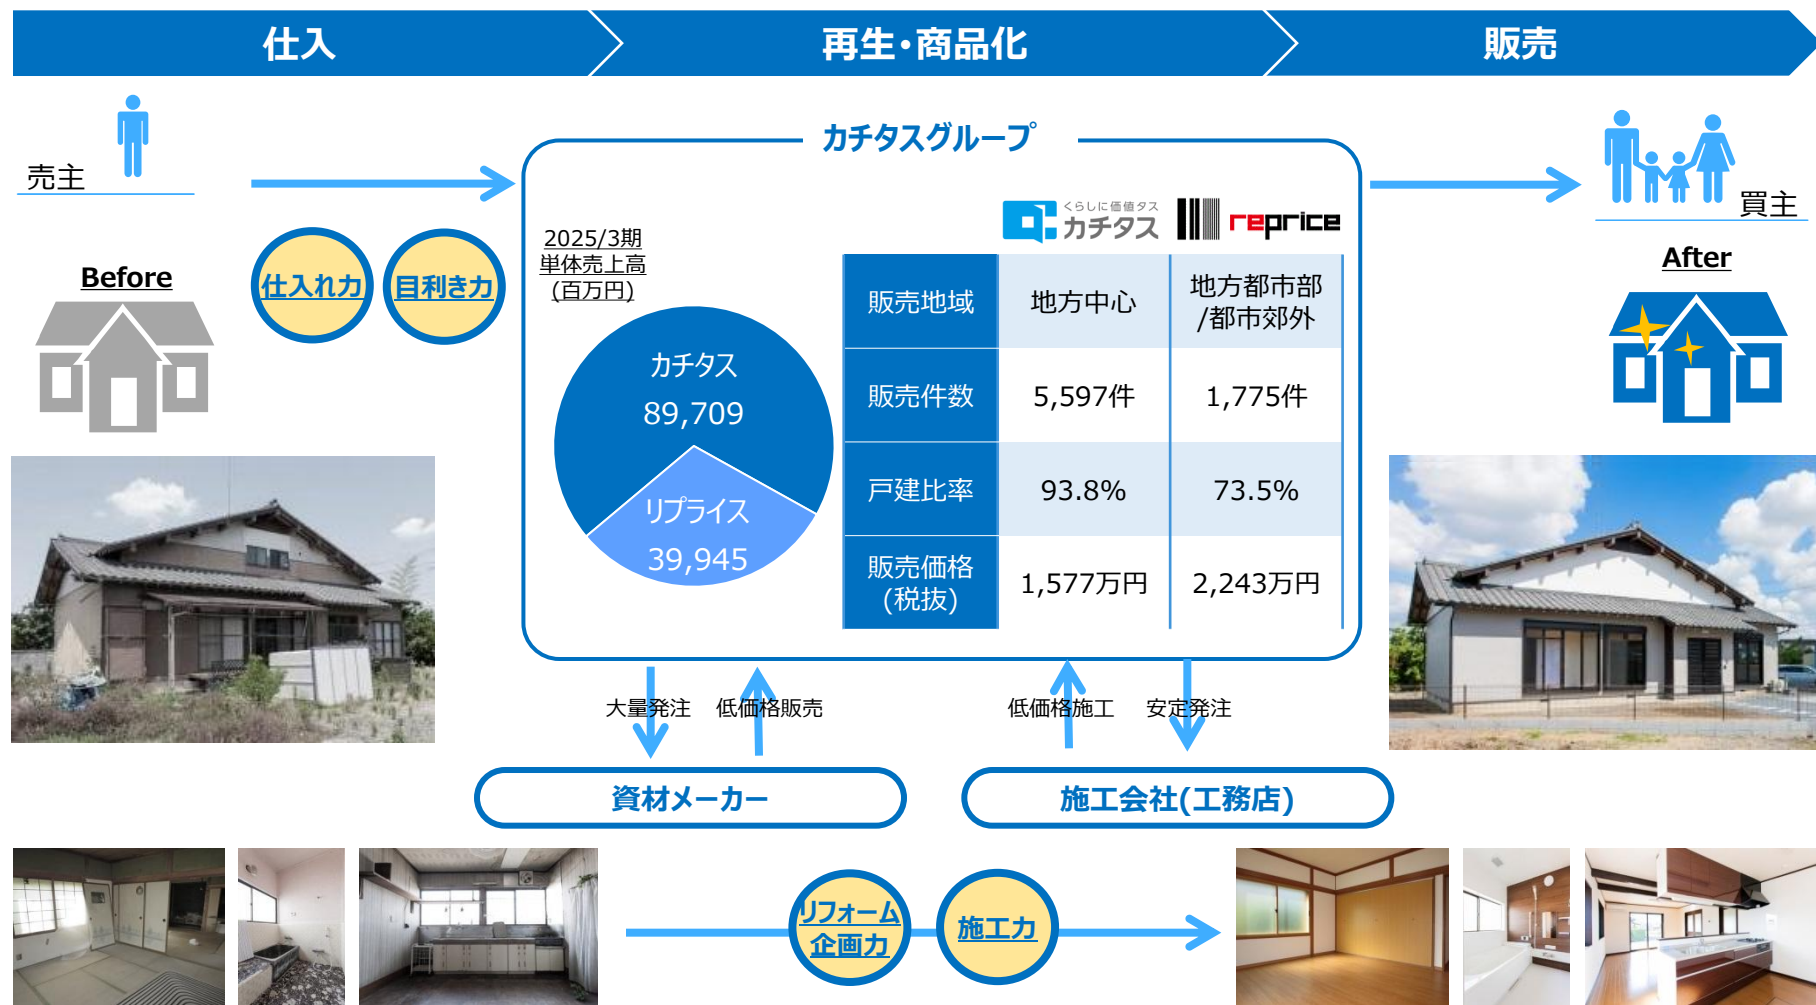 仕入
再生・商品化
販売
売主
カチタスグループ
買主
Before
仕入れ力
目利き力
After
2025/3期
単体売上高
(百万円)
カチタス
89,709
リプライス
39,945
くらしに価値タス
カチタス
reprice
販売地域
地方中心
地方都市部
/都市郊外
販売件数
5,597件
1,775件
戸建比率
93.8%
73.5%
販売価格
(税抜)
1,577万円
2,243万円
大量発注
低価格販売
低価格施工
安定発注
資材メーカー
施工会社(工務店)
リフォーム
企画力
施工力